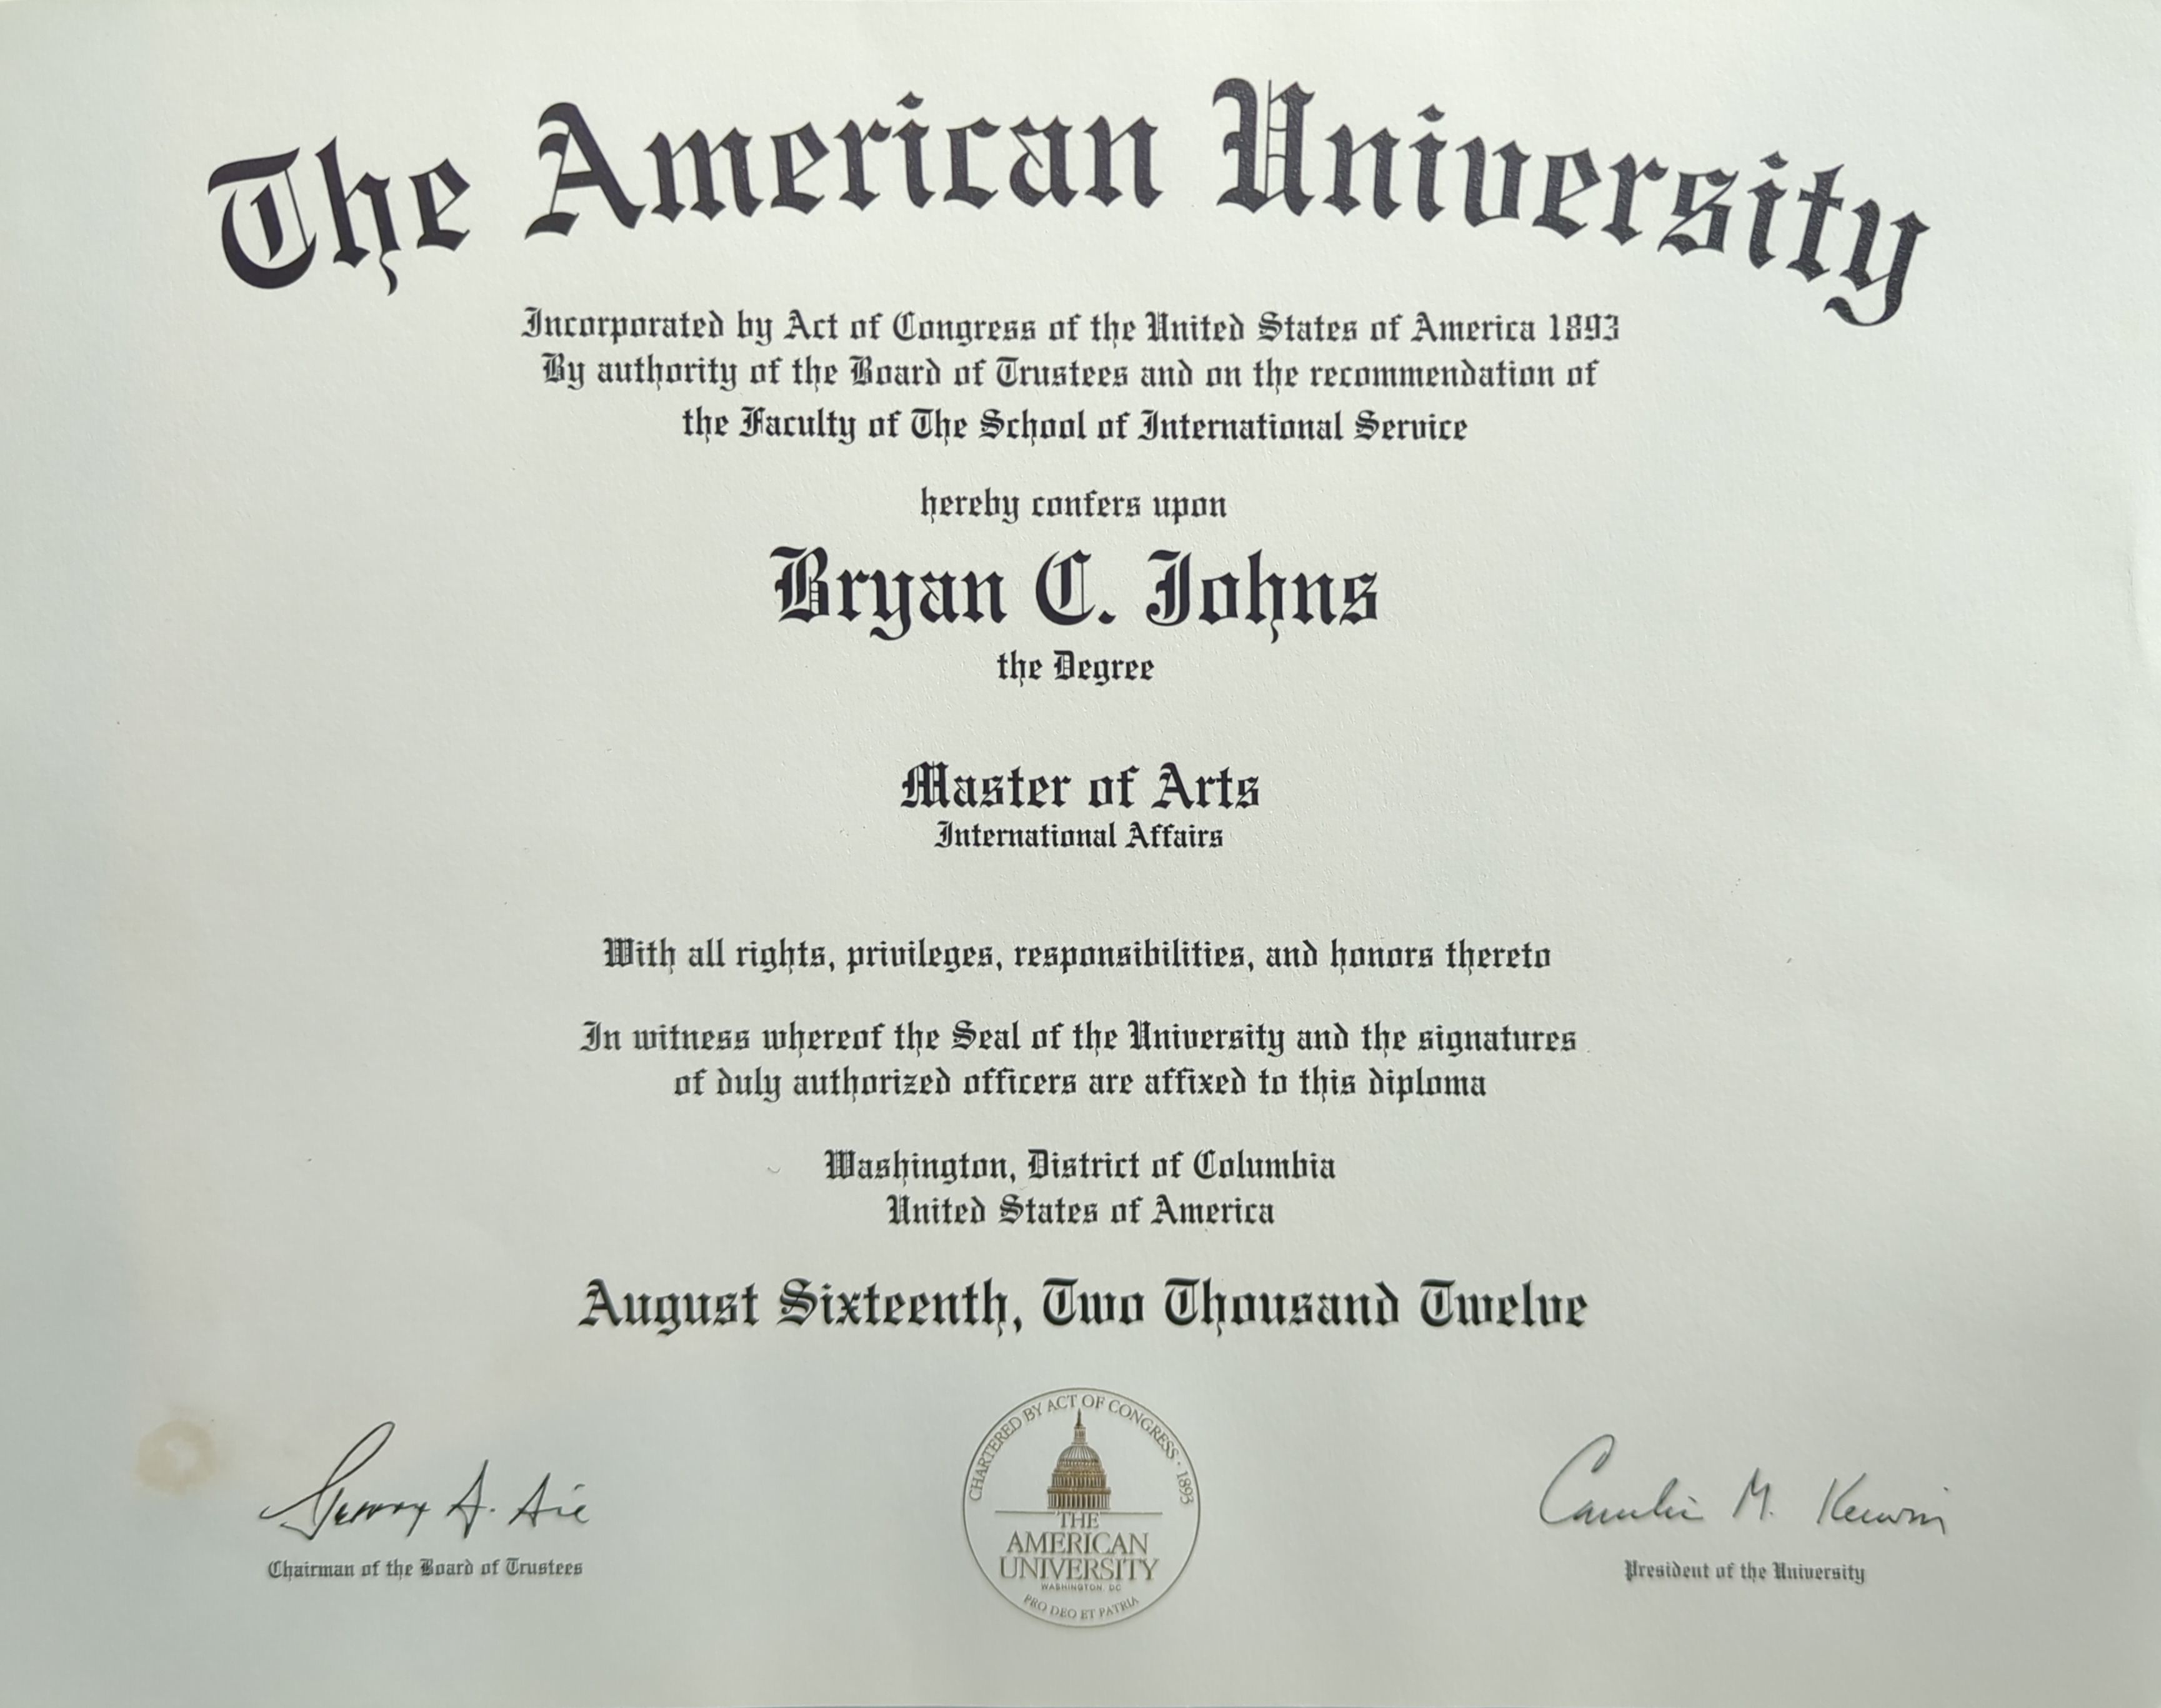 The American University
Incorporated by Act of Congress of the United States of America 1893
By authority of the Board of Trustees and on the recommendation of
the Faculty of The School of International Service
hereby confers upon
Bryan C. Johns
the Degree
Master of Arts
International Affairs
With all rights, privileges, responsibilities, and honors thereto
In witness whereof the Seal of the University and the signatures
of duly authorized officers are affixed to this diploma
Washington, District of Columbia
United States of America
August Sixteenth, Two Thousand Twelve
A.
M. Kerwin
Chairman of the Board of Trustees
President of the University
CHARTERED BY ACT OF CONGRESS · 1893
THE
AMERICAN
UNIVERSITY
WASHINGTON, DC
PRO DEO ET PATRIA